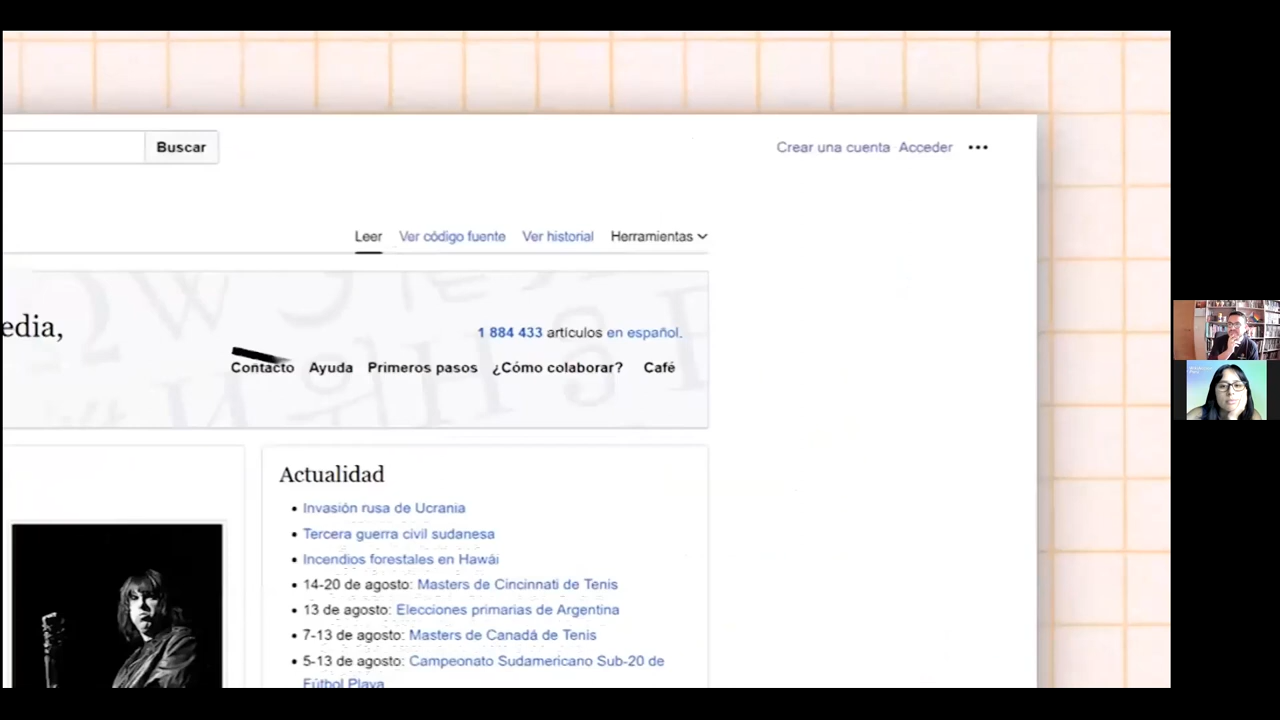 Buscar
Crear una cuenta Acceder
Leer Ver código fuente Ver historial Herramientas
edia,
1 884 433 artículos en español.
Contacto Ayuda Primeros pasos ¿Cómo colaborar? Café
Actualidad
• Invasión rusa de Ucrania
• Tercera guerra civil sudanesa
• Incendios forestales en Hawái
• 14-20 de agosto: Masters de Cincinnati de Tenis
• 13 de agosto: Elecciones primarias de Argentina
• 7-13 de agosto: Masters de Canadá de Tenis
• 5-13 de agosto: Campeonato Sudamericano Sub-20 de
Fútbol Playa